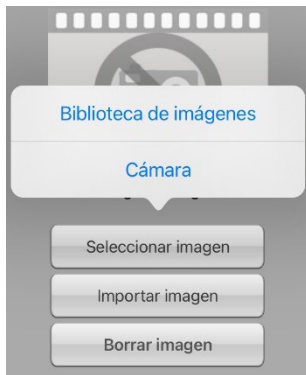 Biblioteca de imágenes
Cámara
Seleccionar imagen
Importar imagen
Borrar imagen